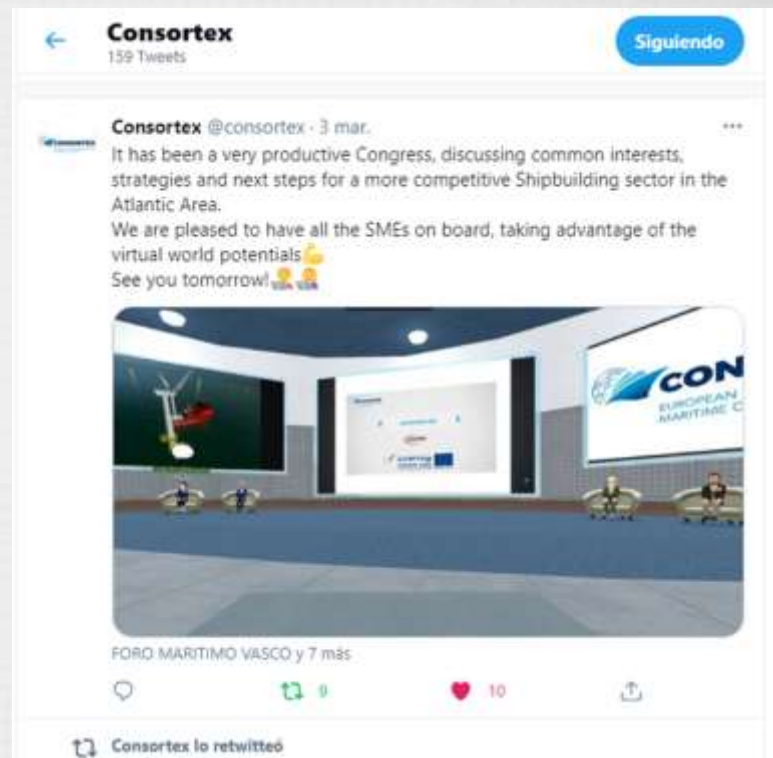 Consortex
159 Tweets
Siguiendo
Consortex @consortex · 3 mar.
It has been a very productive Congress, discussing common interests,
strategies and next steps for a more competitive Shipbuilding sector in the
Atlantic Area.
We are pleased to have all the SMEs on board, taking advantage of the
virtual world potentials💪
See you tomorrow!
CON
EUROPEAN
MARITIME C
FORO MARITIMO VASCO y 7 más
9
10
Consortex lo retwitteó